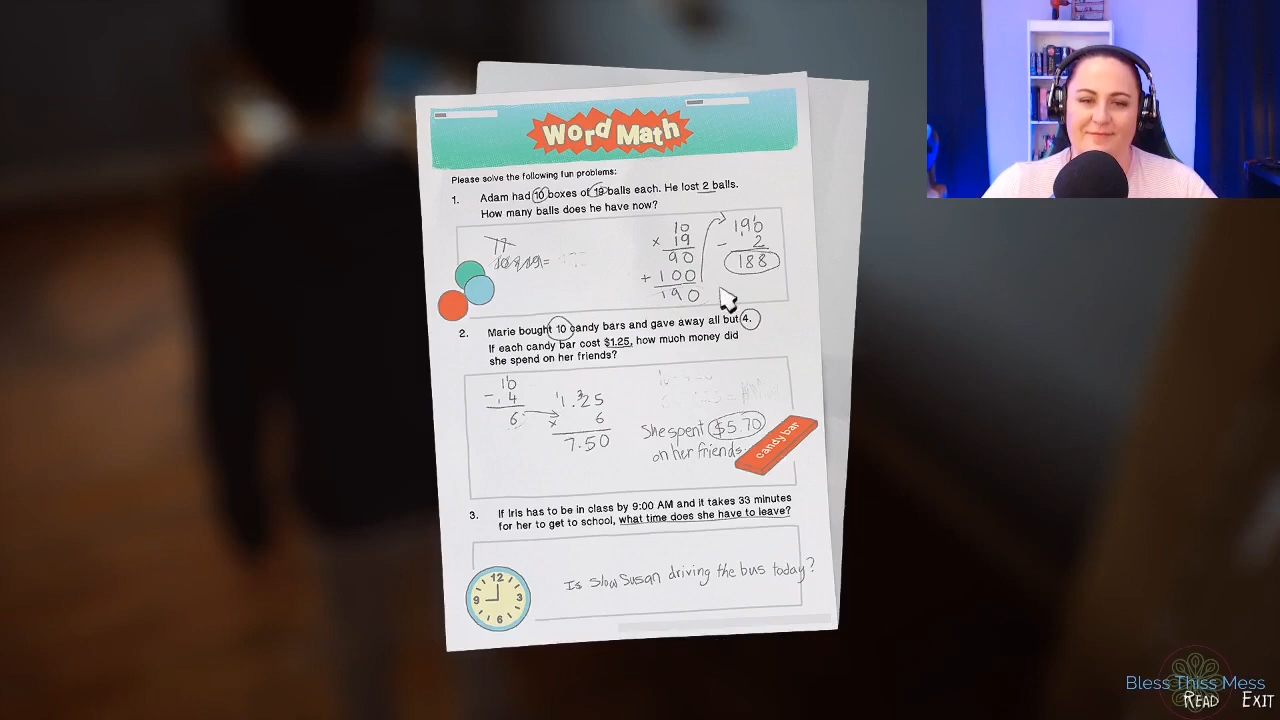 Word Math
Please solve the following fun problems:
1. Adam had 10 boxes of 19 balls each. He lost 2 balls.
How many balls does he have now?
10
x 19
90
+ 100
190
190
- 2
188
2. Marie bought 10 candy bars and gave away all but 4.
If each candy bar cost $1.25, how much money did
she spend on her friends?
10
- 4
6
1.25
x 6
7.50
She spent $5.70
on her friends.
candy bar
3. If Iris has to be in class by 9:00 AM and it takes 33 minutes
for her to get to school, what time does she have to leave?
12
9 3
6
Is Slow Susan driving the bus today?
Bless Thiss Mess
READ EXIT